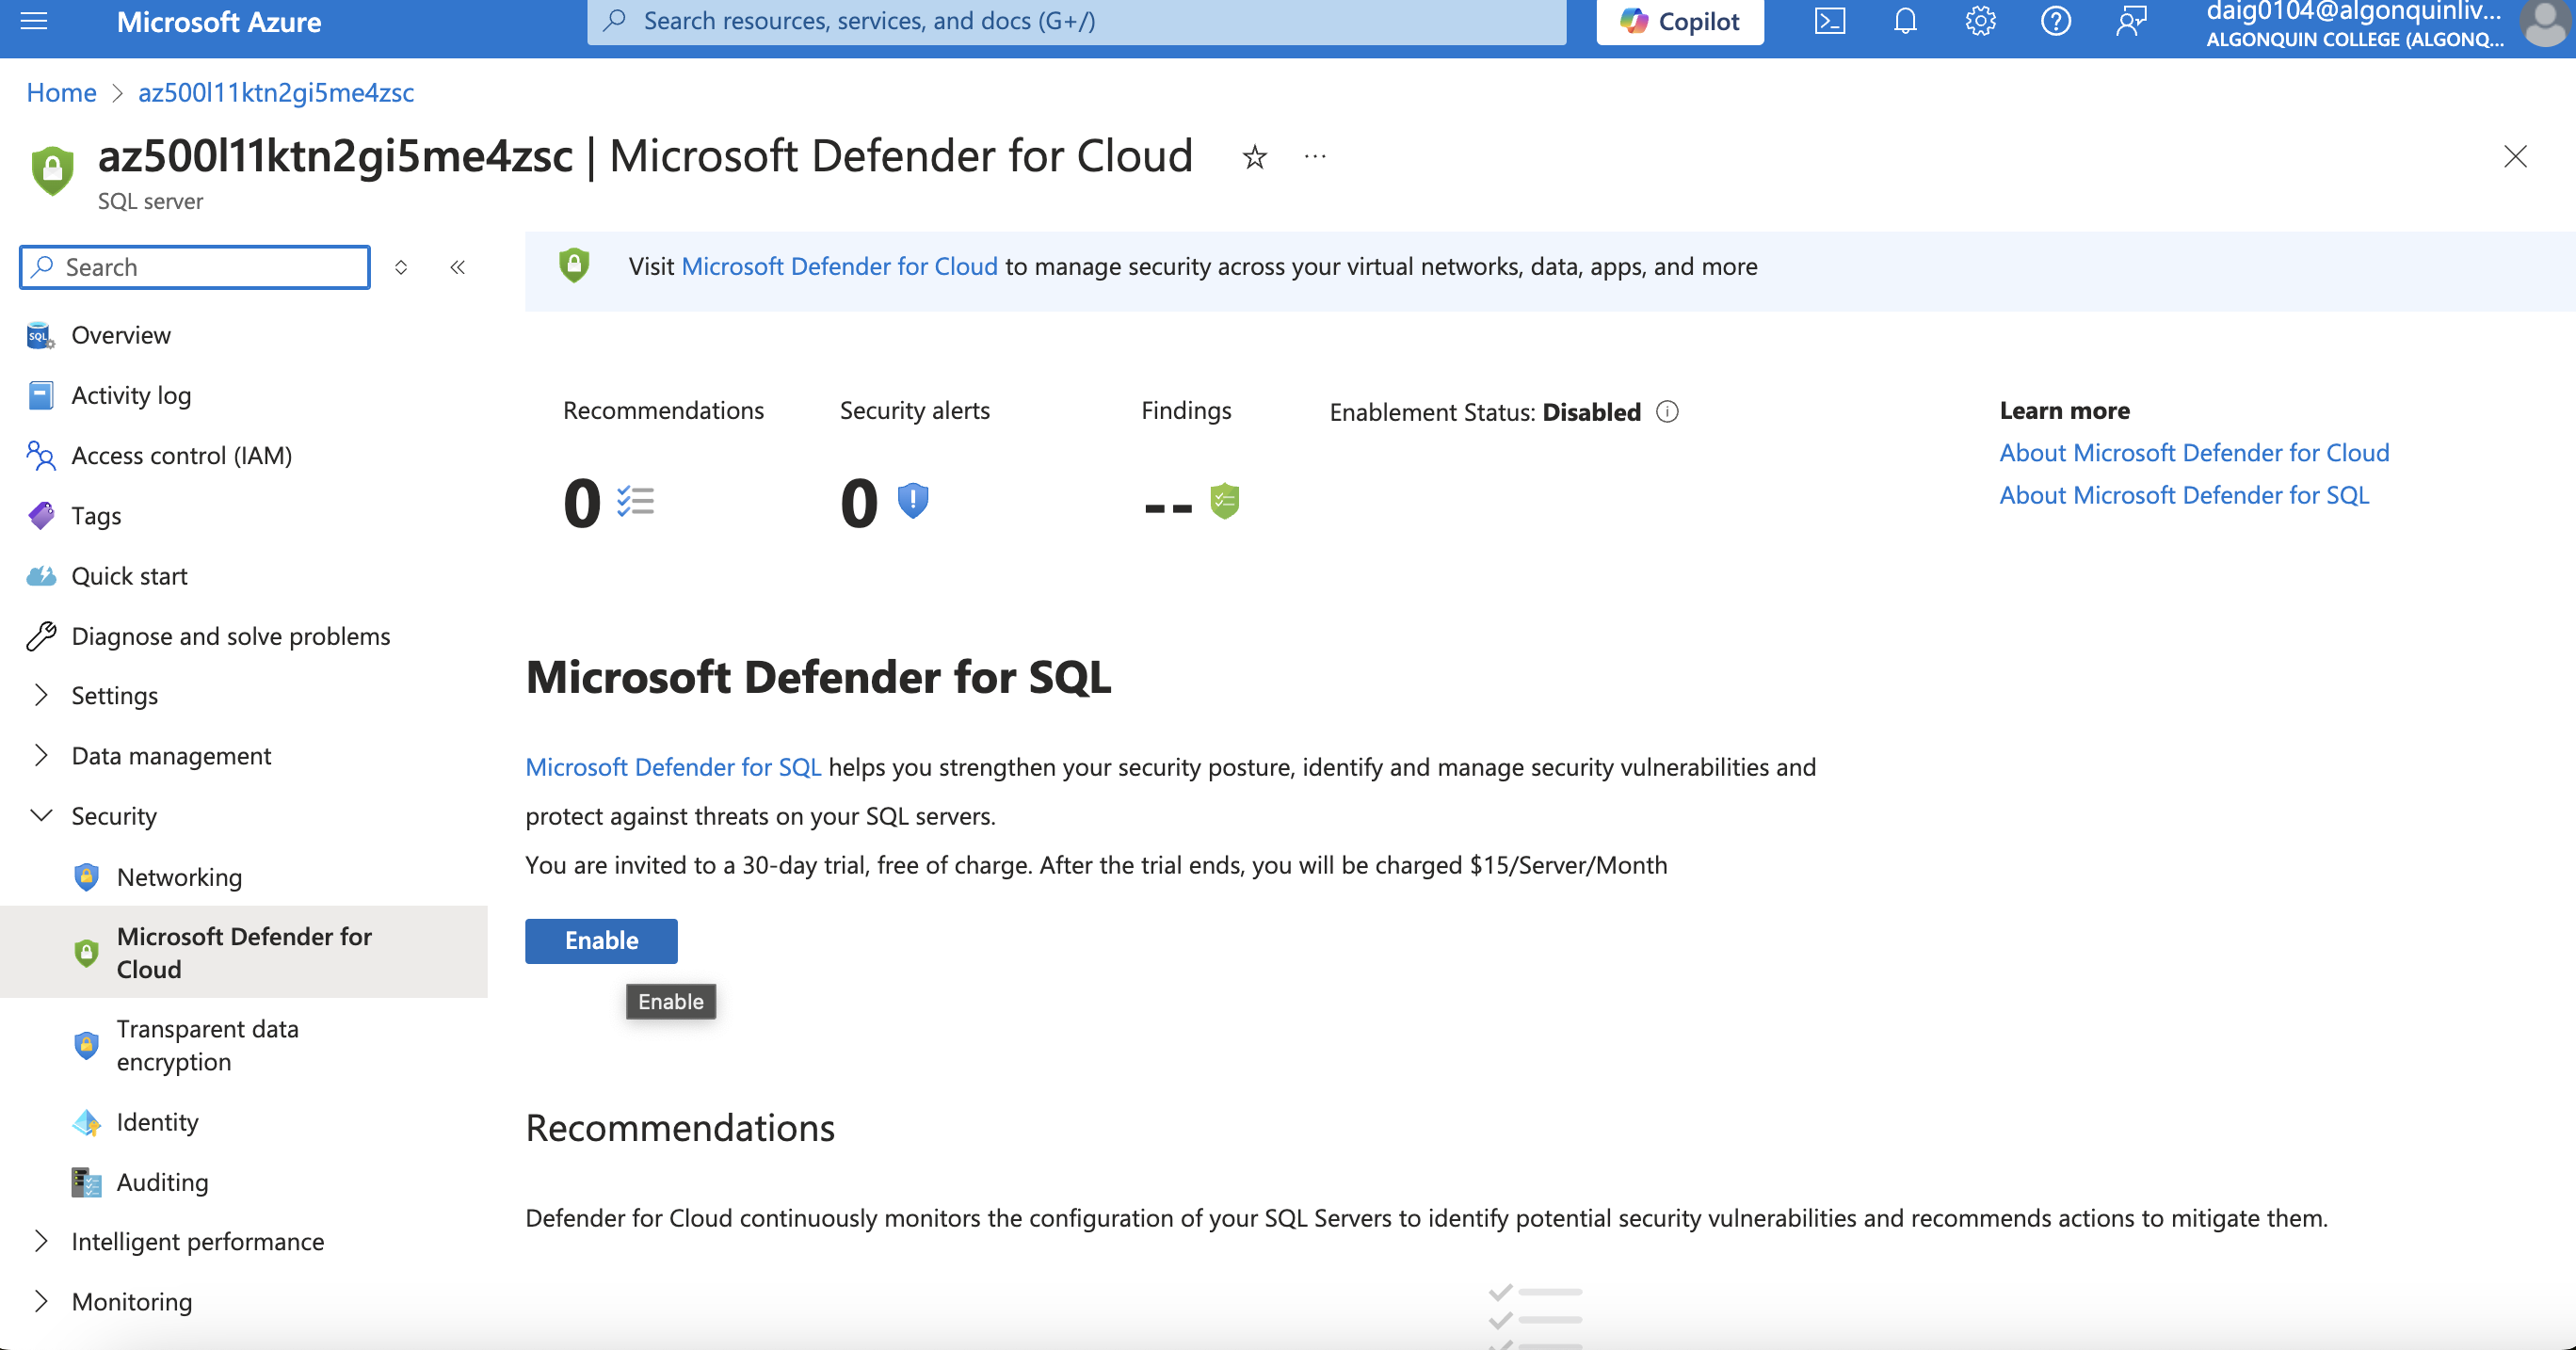 Microsoft Azure
Search resources, services, and docs (G+/)
Copilot
daig0104@algonquinliv...
ALGONQUIN COLLEGE (ALGONQ...
Home > az500l11ktn2gi5me4zsc
az500l11ktn2gi5me4zsc | Microsoft Defender for Cloud
SQL server
Search
Visit Microsoft Defender for Cloud to manage security across your virtual networks, data, apps, and more
SQL
Overview
Activity log
Access control (IAM)
Tags
Quick start
Diagnose and solve problems
Settings
Data management
Security
Networking
Microsoft Defender for
Cloud
Transparent data
encryption
Identity
Auditing
Intelligent performance
Monitoring
Recommendations
0
Security alerts
0
Findings
--
Enablement Status: Disabled
Learn more
About Microsoft Defender for Cloud
About Microsoft Defender for SQL
Microsoft Defender for SQL
Microsoft Defender for SQL helps you strengthen your security posture, identify and manage security vulnerabilities and
protect against threats on your SQL servers.
You are invited to a 30-day trial, free of charge. After the trial ends, you will be charged $15/Server/Month
Enable
Enable
Recommendations
Defender for Cloud continuously monitors the configuration of your SQL Servers to identify potential security vulnerabilities and recommends actions to mitigate them.